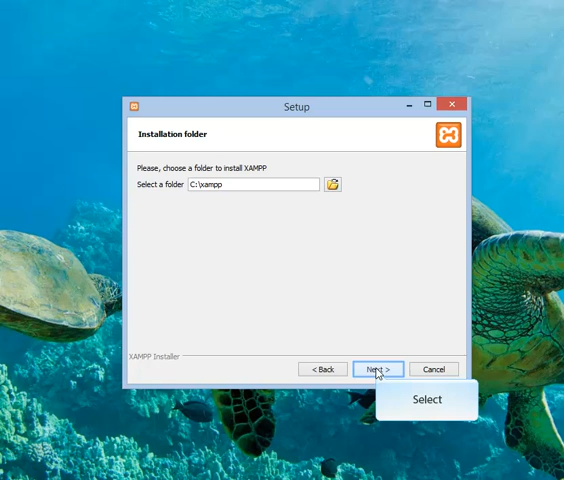 Setup
Installation folder
Please, choose a folder to install XAMPP
Select a folder C:\xampp
XAMPP Installer
< Back Next > Cancel
Select